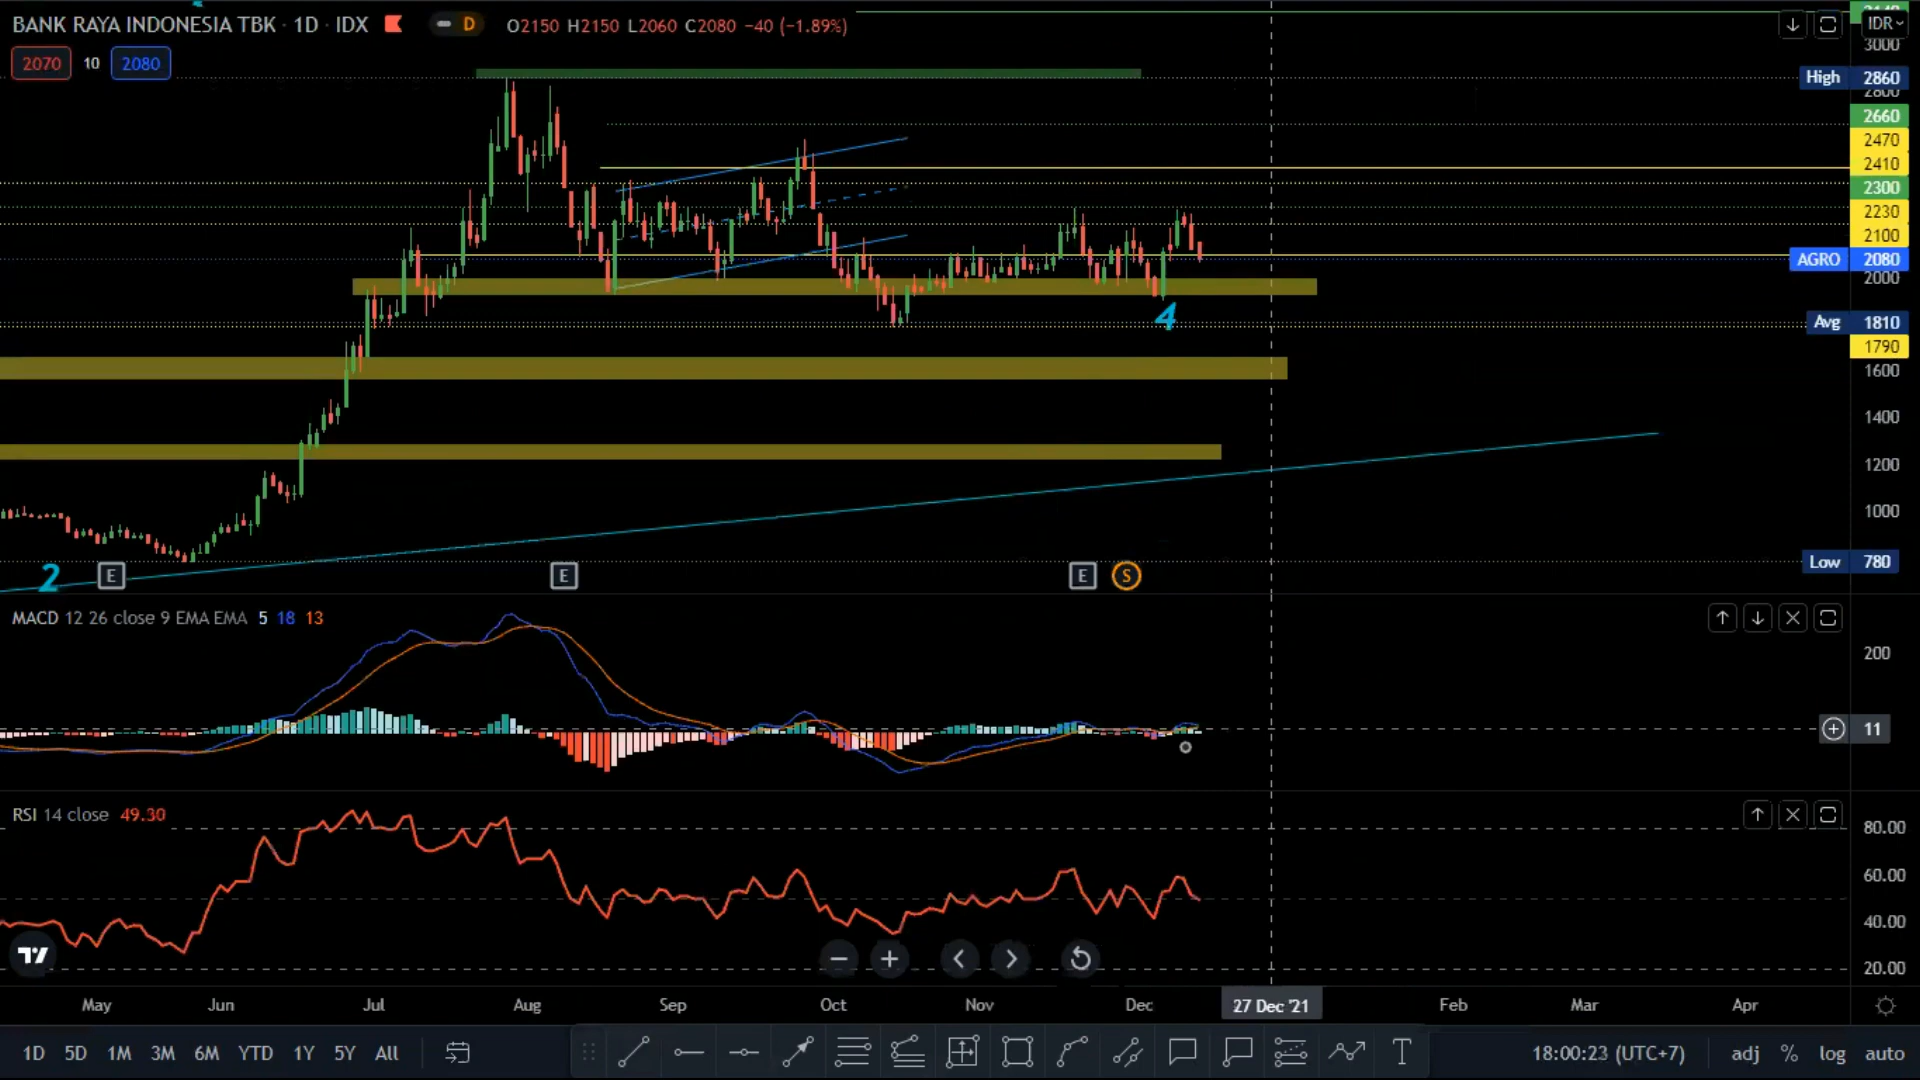 BANK RAYA INDONESIA TBK · 1D · IDX D O2150 H2150 L2060 C2080 −40 (−1.89%)
2070 10 2080
IDR
3000
High 2860
2800
2660
2470
2410
2300
2230
2100
AGRO 2080
2000
4
Avg 1810
1790
1600
1400
1200
1000
Low 780
2 E E E S
MACD 12 26 close 9 EMA EMA 5 18 13
200
11
RSI 14 close 49.30
80.00
60.00
40.00
20.00
May Jun Jul Aug Sep Oct Nov Dec 27 Dec '21 Feb Mar Apr
1D 5D 1M 3M 6M YTD 1Y 5Y All T 18:00:23 (UTC+7) adj % log auto